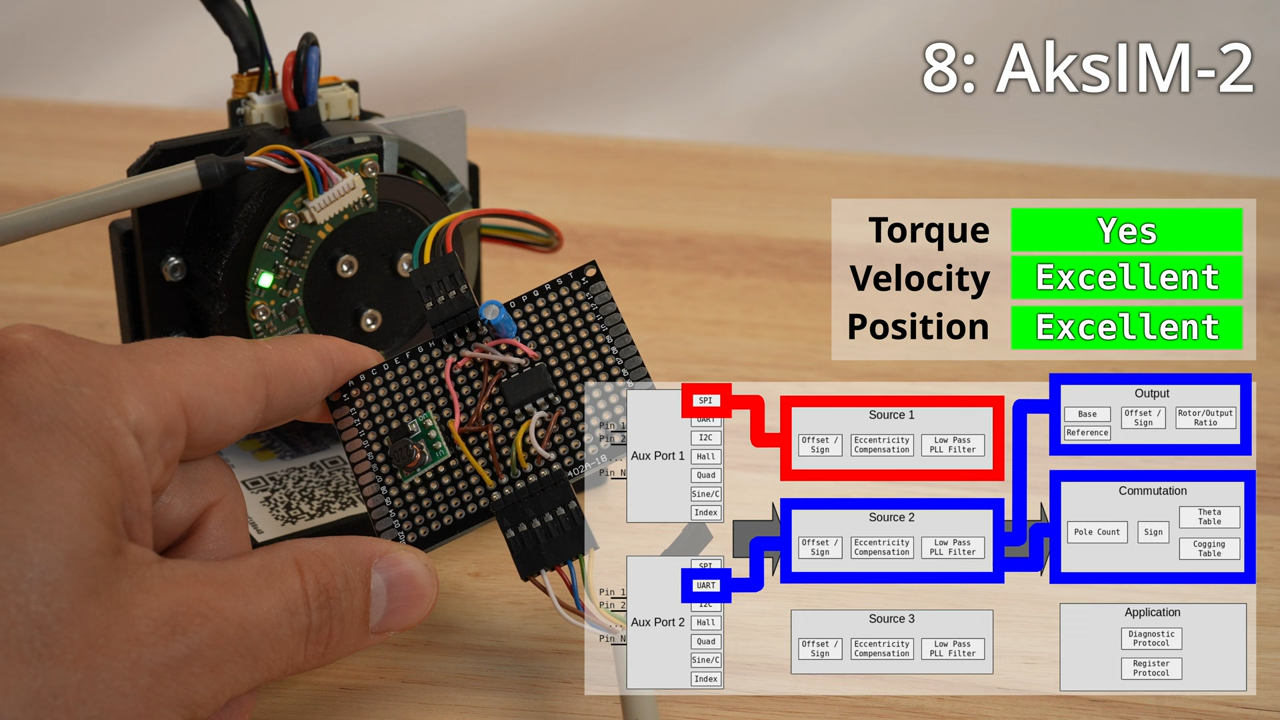 8: AksIM-2
Torque Yes
Velocity Excellent
Position Excellent
Aux Port 1
SPI
UART
I2C
Hall
Quad
Sine/C
Index
Pin 1
Pin 2
Pin N
Source 1
Offset /
Sign
Eccentricity
Compensation
Low Pass
PLL Filter
Output
Base
Reference
Offset /
Sign
Rotor/Output
Ratio
Source 2
Offset /
Sign
Eccentricity
Compensation
Low Pass
PLL Filter
Commutation
Pole Count
Sign
Theta
Table
Cogging
Table
Aux Port 2
SPI
UART
I2C
Hall
Quad
Sine/C
Index
Pin 1
Pin 2
...
Pin N
Source 3
Offset /
Sign
Eccentricity
Compensation
Low Pass
PLL Filter
Application
Diagnostic
Protocol
Register
Protocol